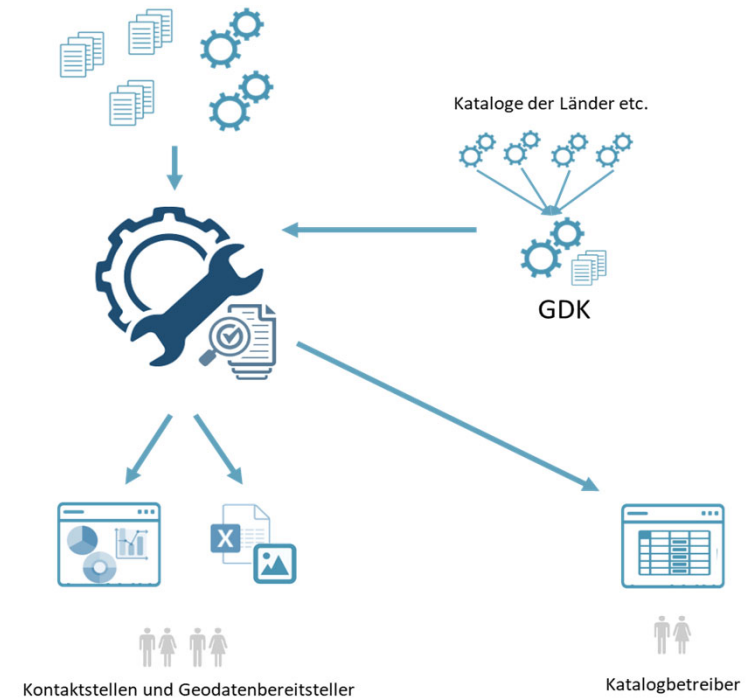 Kataloge der Länder etc.
GDK
X
Kontaktstellen und Geodatenbereitsteller
Katalogbetreiber